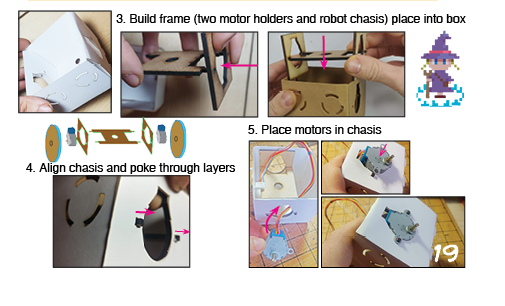 3. Build frame (two motor holders and robot chasis) place into box
5. Place motors in chasis
4. Align chasis and poke through layers
19